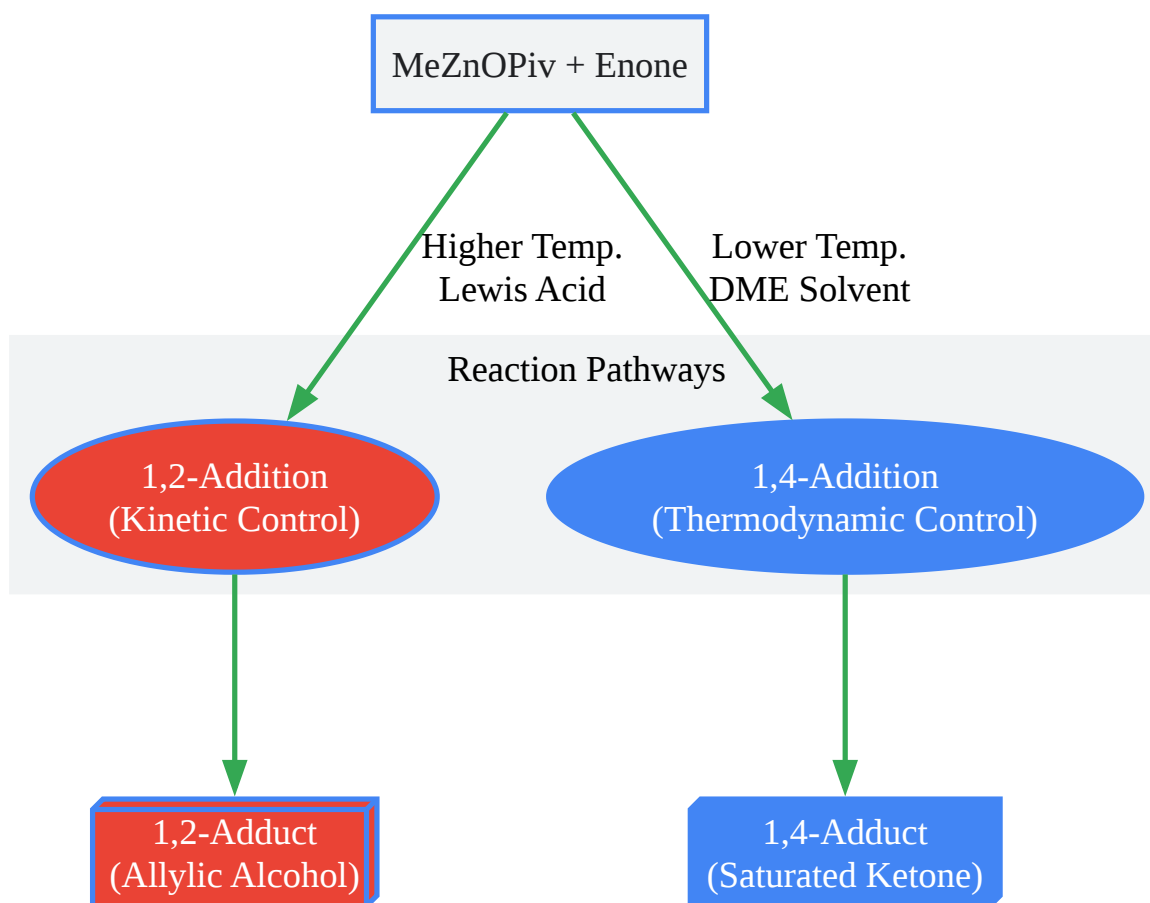 MeZnOPiv + Enone
Higher Temp.
Lewis Acid
Lower Temp.
DME Solvent
Reaction Pathways
1,2-Addition
(Kinetic Control)
1,4-Addition
(Thermodynamic Control)
1,2-Adduct
(Allylic Alcohol)
1,4-Adduct
(Saturated Ketone)